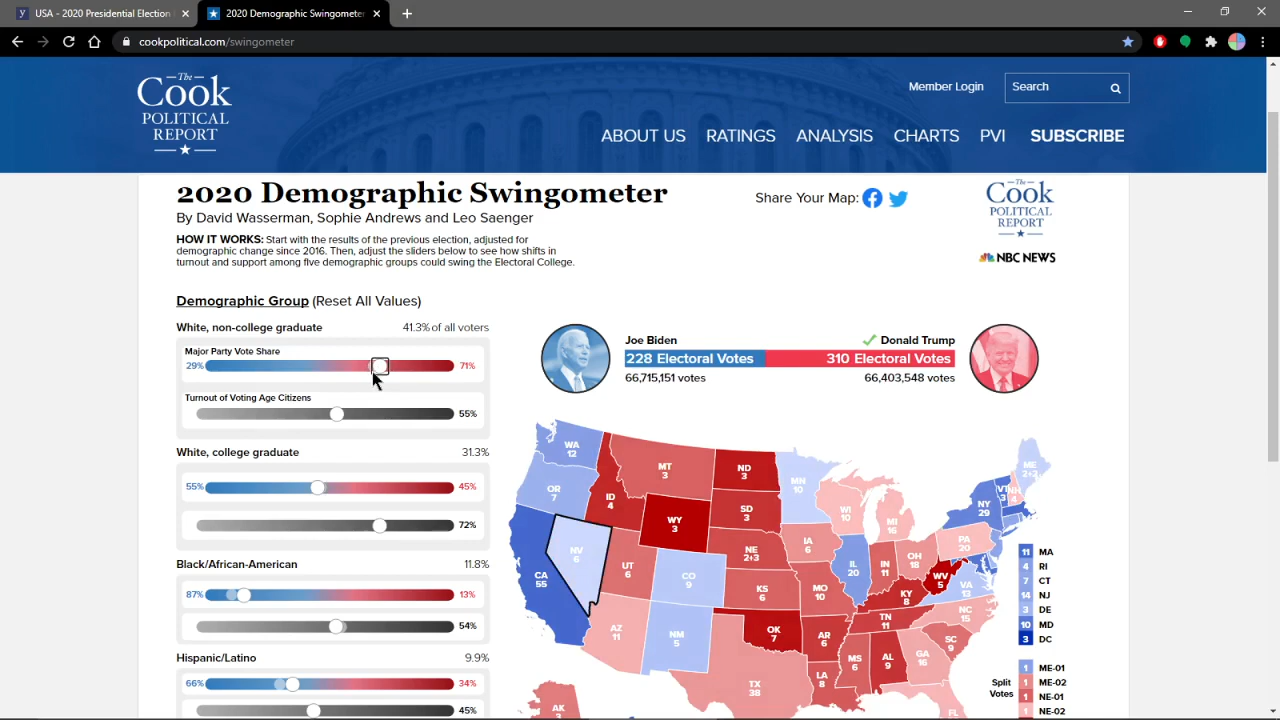 USA - 2020 Presidential Election
2020 Demographic Swingometer
cookpolitical.com/swingometer
The
Cook
POLITICAL
REPORT
Member Login
Search
ABOUT US
RATINGS
ANALYSIS
CHARTS
PVI
SUBSCRIBE
2020 Demographic Swingometer
By David Wasserman, Sophie Andrews and Leo Saenger
HOW IT WORKS: Start with the results of the previous election, adjusted for
demographic change since 2016. Then, adjust the sliders below to see how shifts in
turnout and support among five demographic groups could swing the Electoral College.
Share Your Map:
The
Cook
POLITICAL
REPORT
NBC NEWS
Demographic Group (Reset All Values)
White, non-college graduate 41.3% of all voters
Major Party Vote Share
29% 71%
Turnout of Voting Age Citizens
55%
White, college graduate 31.3%
55% 45%
72%
Black/African-American 11.8%
87% 13%
54%
Hispanic/Latino 9.9%
66% 34%
45%
Joe Biden
Donald Trump
228 Electoral Votes
310 Electoral Votes
66,715,151 votes
66,403,548 votes
WA
12
OR
7
CA
55
NV
6
ID
4
MT
3
WY
3
UT
6
AZ
11
CO
9
NM
5
ND
3
SD
3
NE
2+3
KS
6
OK
7
TX
38
MN
10
IA
6
MO
10
AR
6
LA
8
WI
10
IL
20
MI
16
IN
11
OH
18
KY
8
TN
11
MS
6
AL
9
GA
16
FL
SC
9
NC
15
VA
13
WV
5
PA
20
NY
29
VT
3
NH
4
ME
2+2
AK
3
11 MA
4 RI
7 CT
14 NJ
3 DE
10 MD
3 DC
Split
Votes
1 ME-01
1 ME-02
1 NE-01
1 NE-02